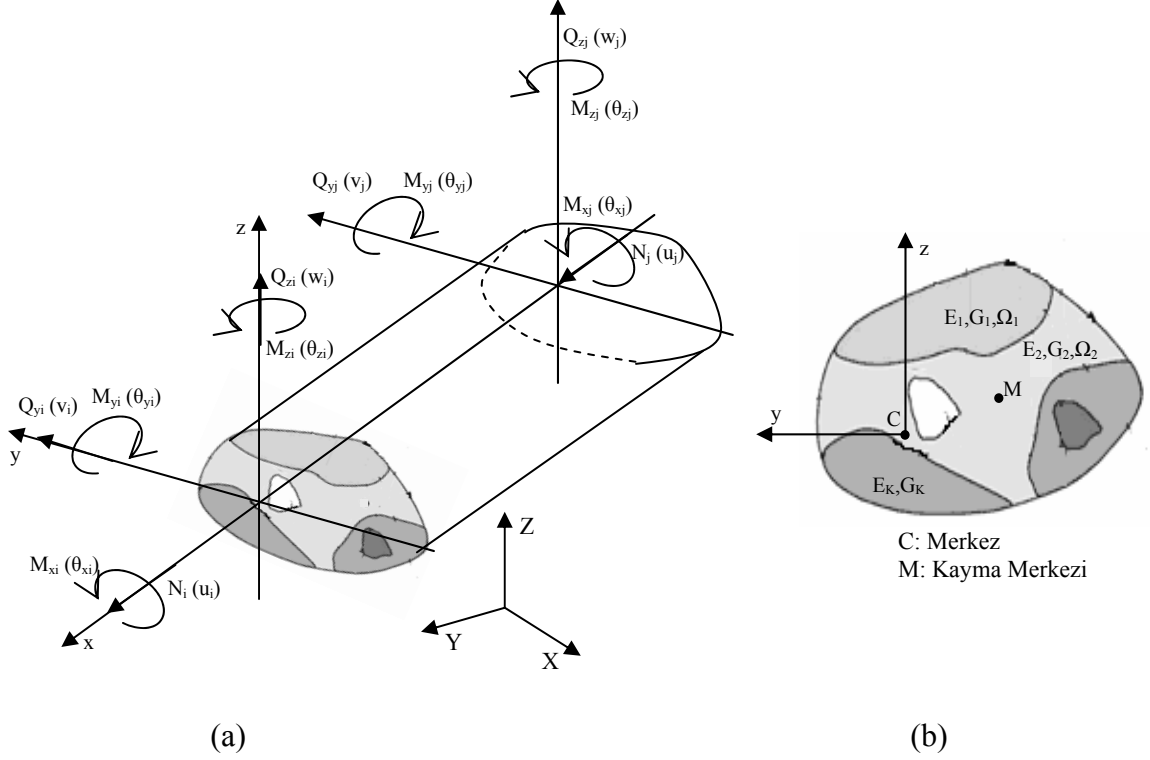 Q_zj (w_j)
M_zj (θ_zj)
Q_yj (v_j) M_yj (θ_yj)
M_xj (θ_xj)
N_j (u_j)
z
Q_zi (w_i)
M_zi (θ_zi)
Q_yi (v_i) M_yi (θ_yi)
y
M_xi (θ_xi)
N_i (u_i)
x
Z
Y
X
(a)
z
E_1,G_1,Ω_1
E_2,G_2,Ω_2
M
y
C
E_K,G_K
C: Merkez
M: Kayma Merkezi
(b)